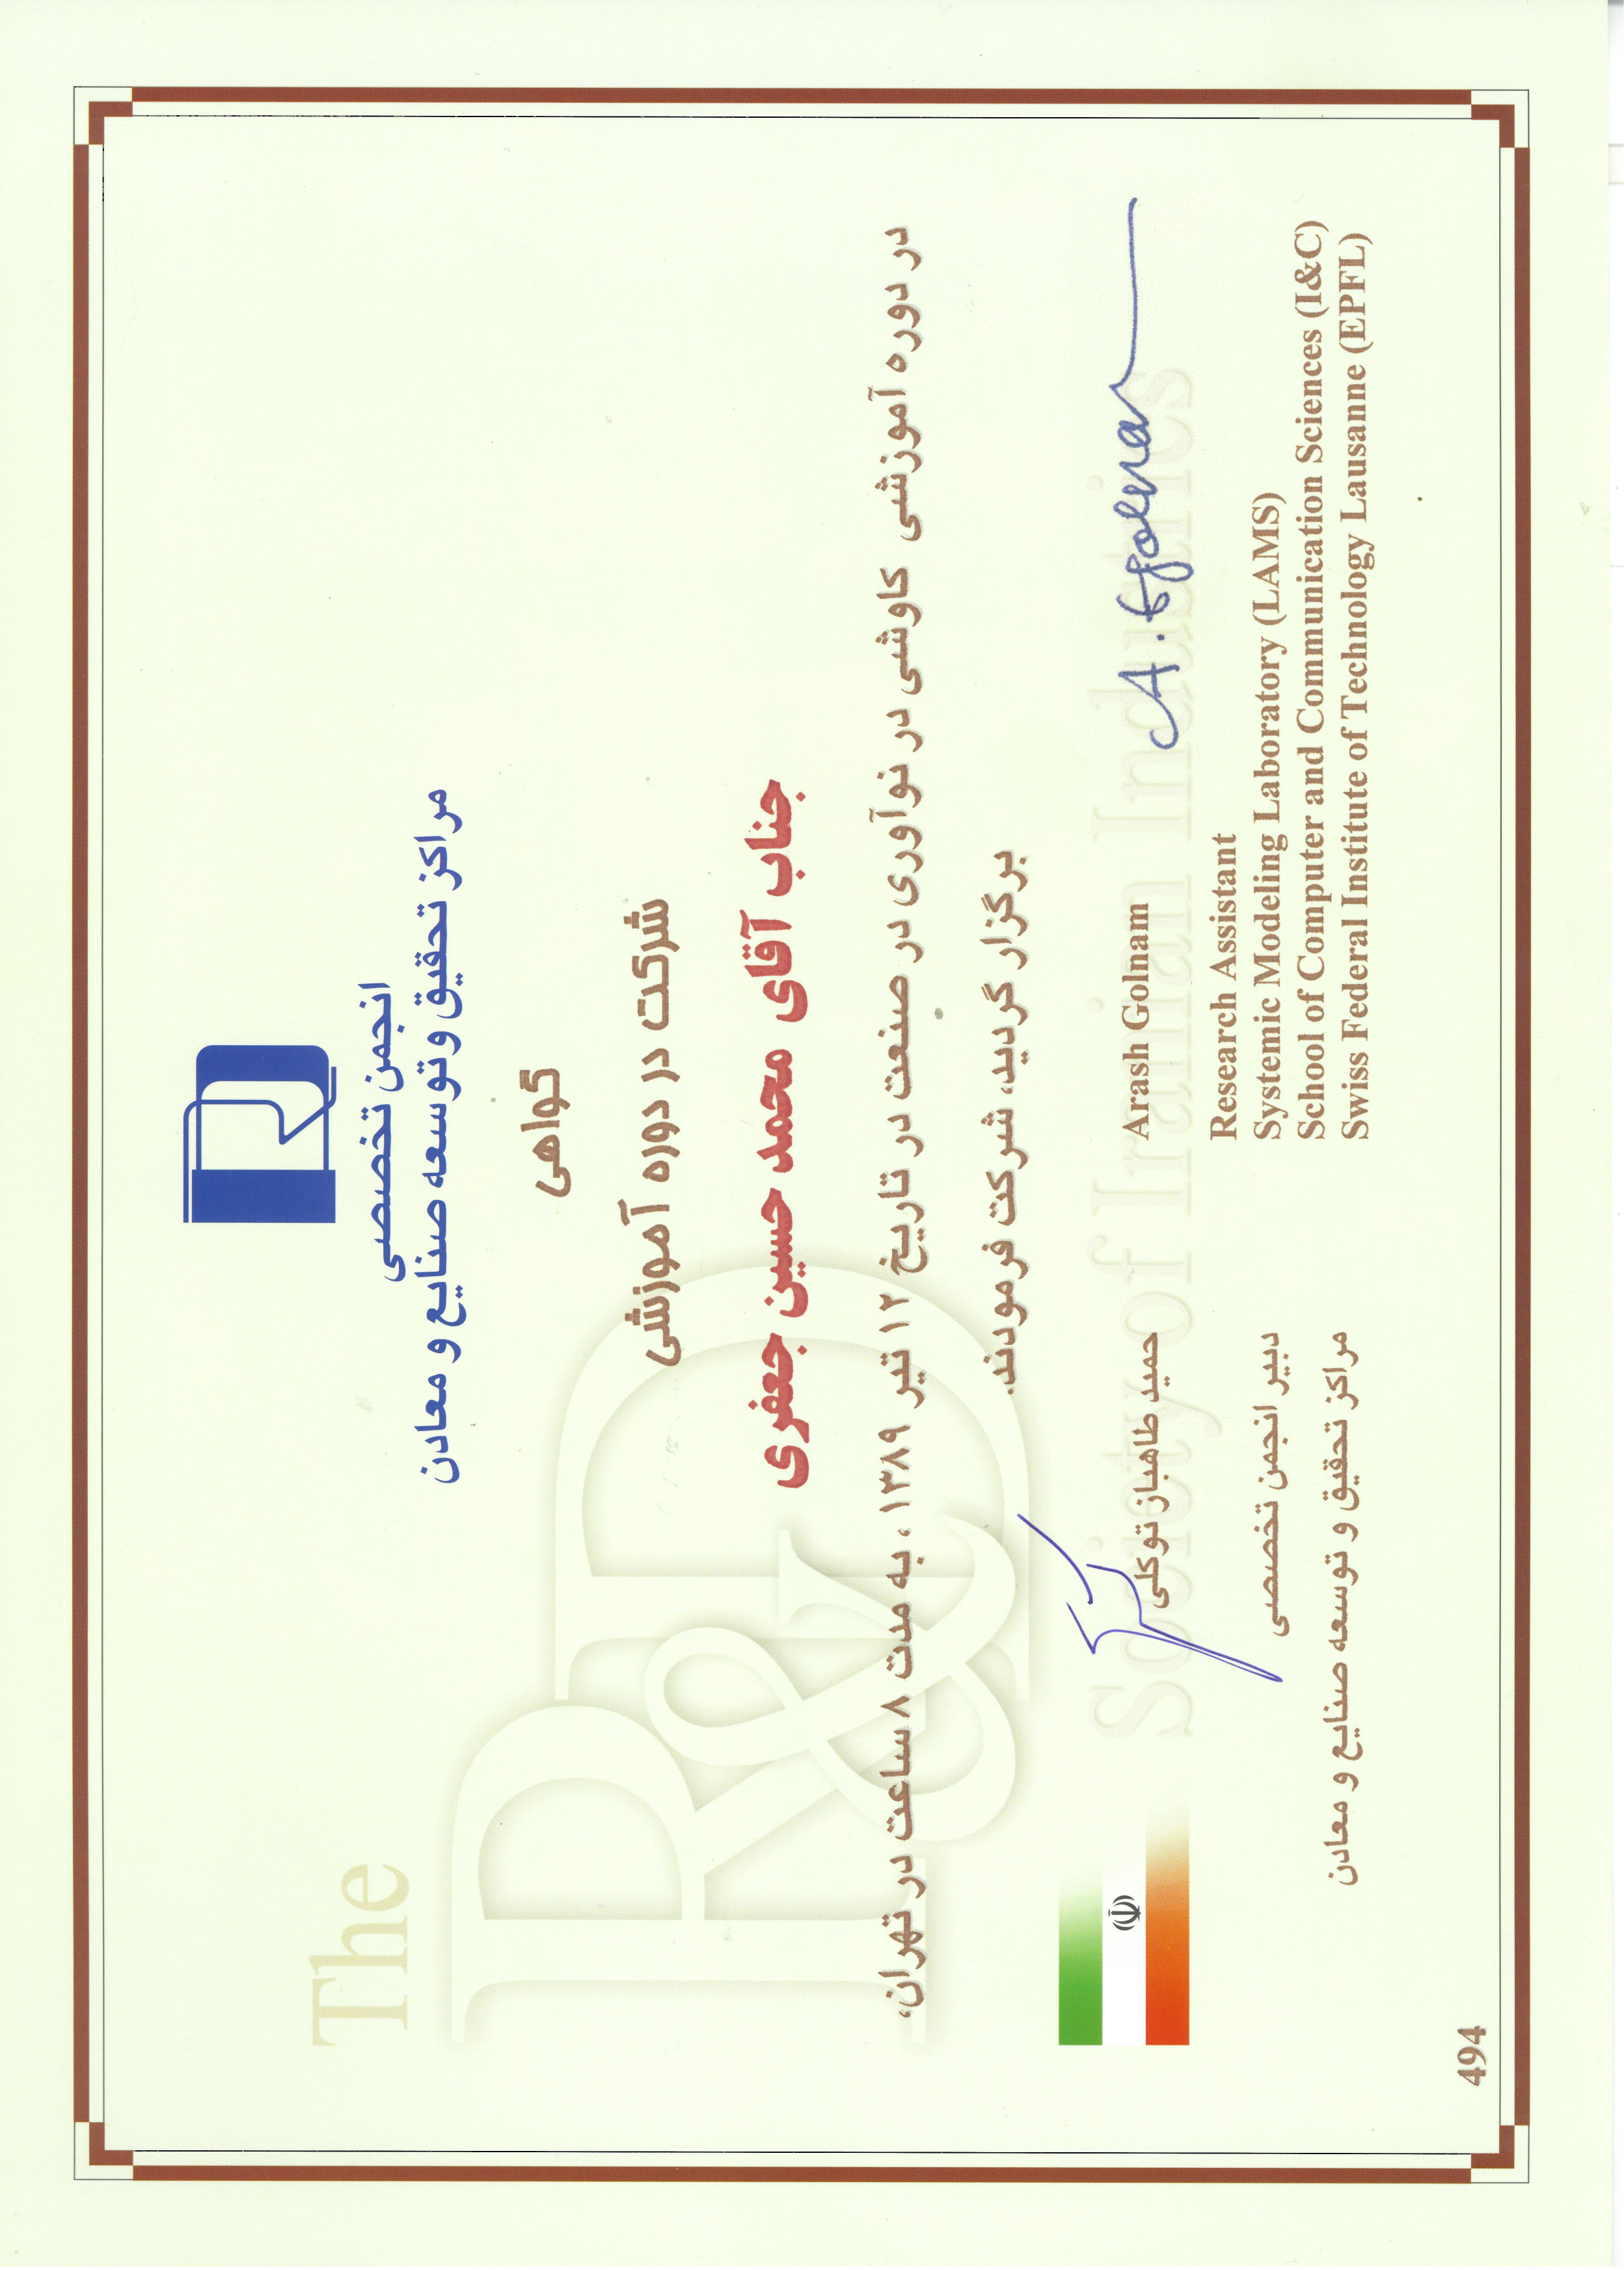 The
R&D
Society of Iranian Industries
انجمن تخصصی
مراکز تحقیق و توسعه صنایع و معادن
گواهی
شرکت در دوره آموزشی
جناب آقای محمد حسین جعفری
در دوره آموزشی کاوشی در نوآوری در صنعت در تاریخ ۱۲ تیر ۱۳۸۹ ، به مدت ۸ ساعت در تهران،
برگزار گردید، شرکت فرمودند.
حمید طاهباز توکلی
دبیر انجمن تخصصی
مراکز تحقیق و توسعه صنایع و معادن
Arash Golnam
A. Golnam
Research Assistant
Systemic Modeling Laboratory (LAMS)
School of Computer and Communication Sciences (I&C)
Swiss Federal Institute of Technology Lausanne (EPFL)
494